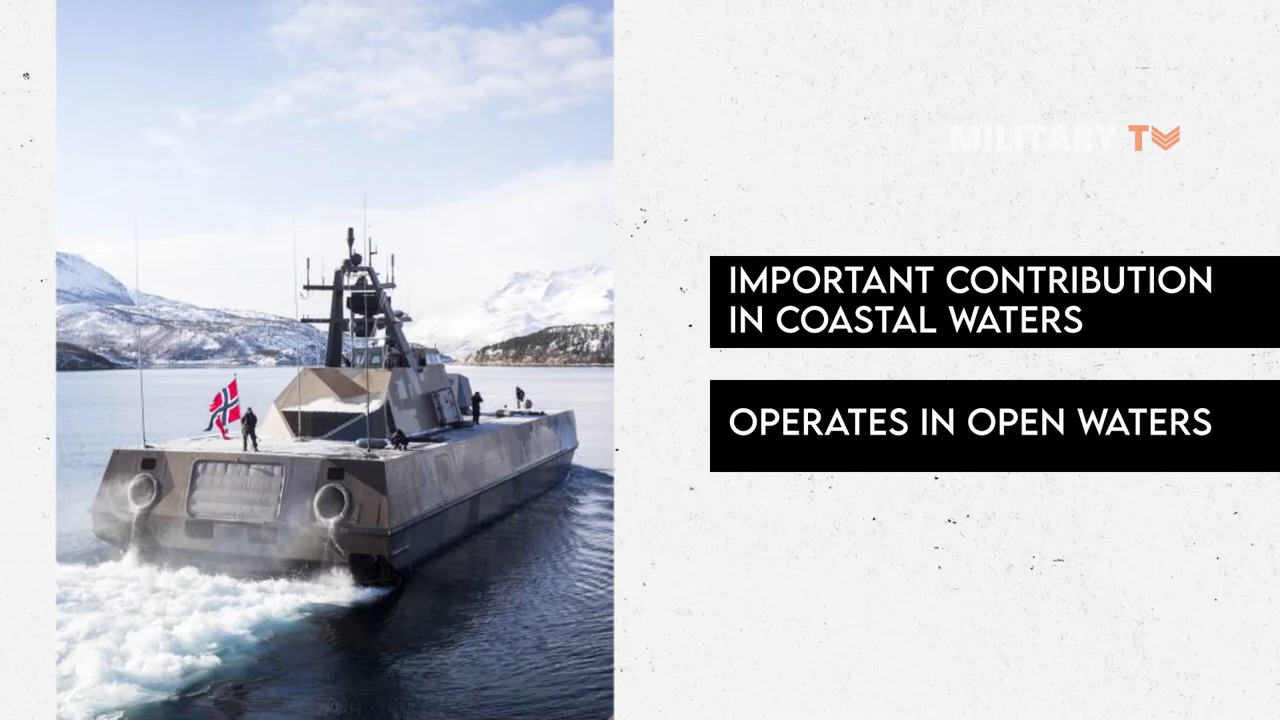 MILITARY TV
IMPORTANT CONTRIBUTION
IN COASTAL WATERS
OPERATES IN OPEN WATERS